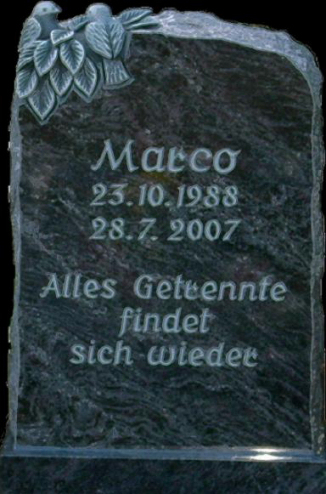 Marco
23.10.1988
28.7. 2007
Alles Getrennte
findet
sich wieder